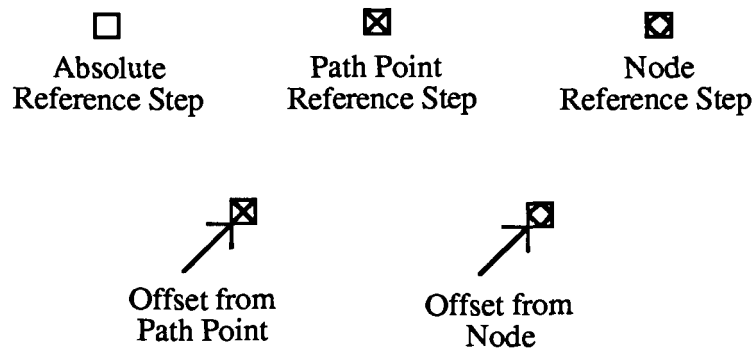 Absolute
Reference Step
Path Point
Reference Step
Node
Reference Step
Offset from
Path Point
Offset from
Node